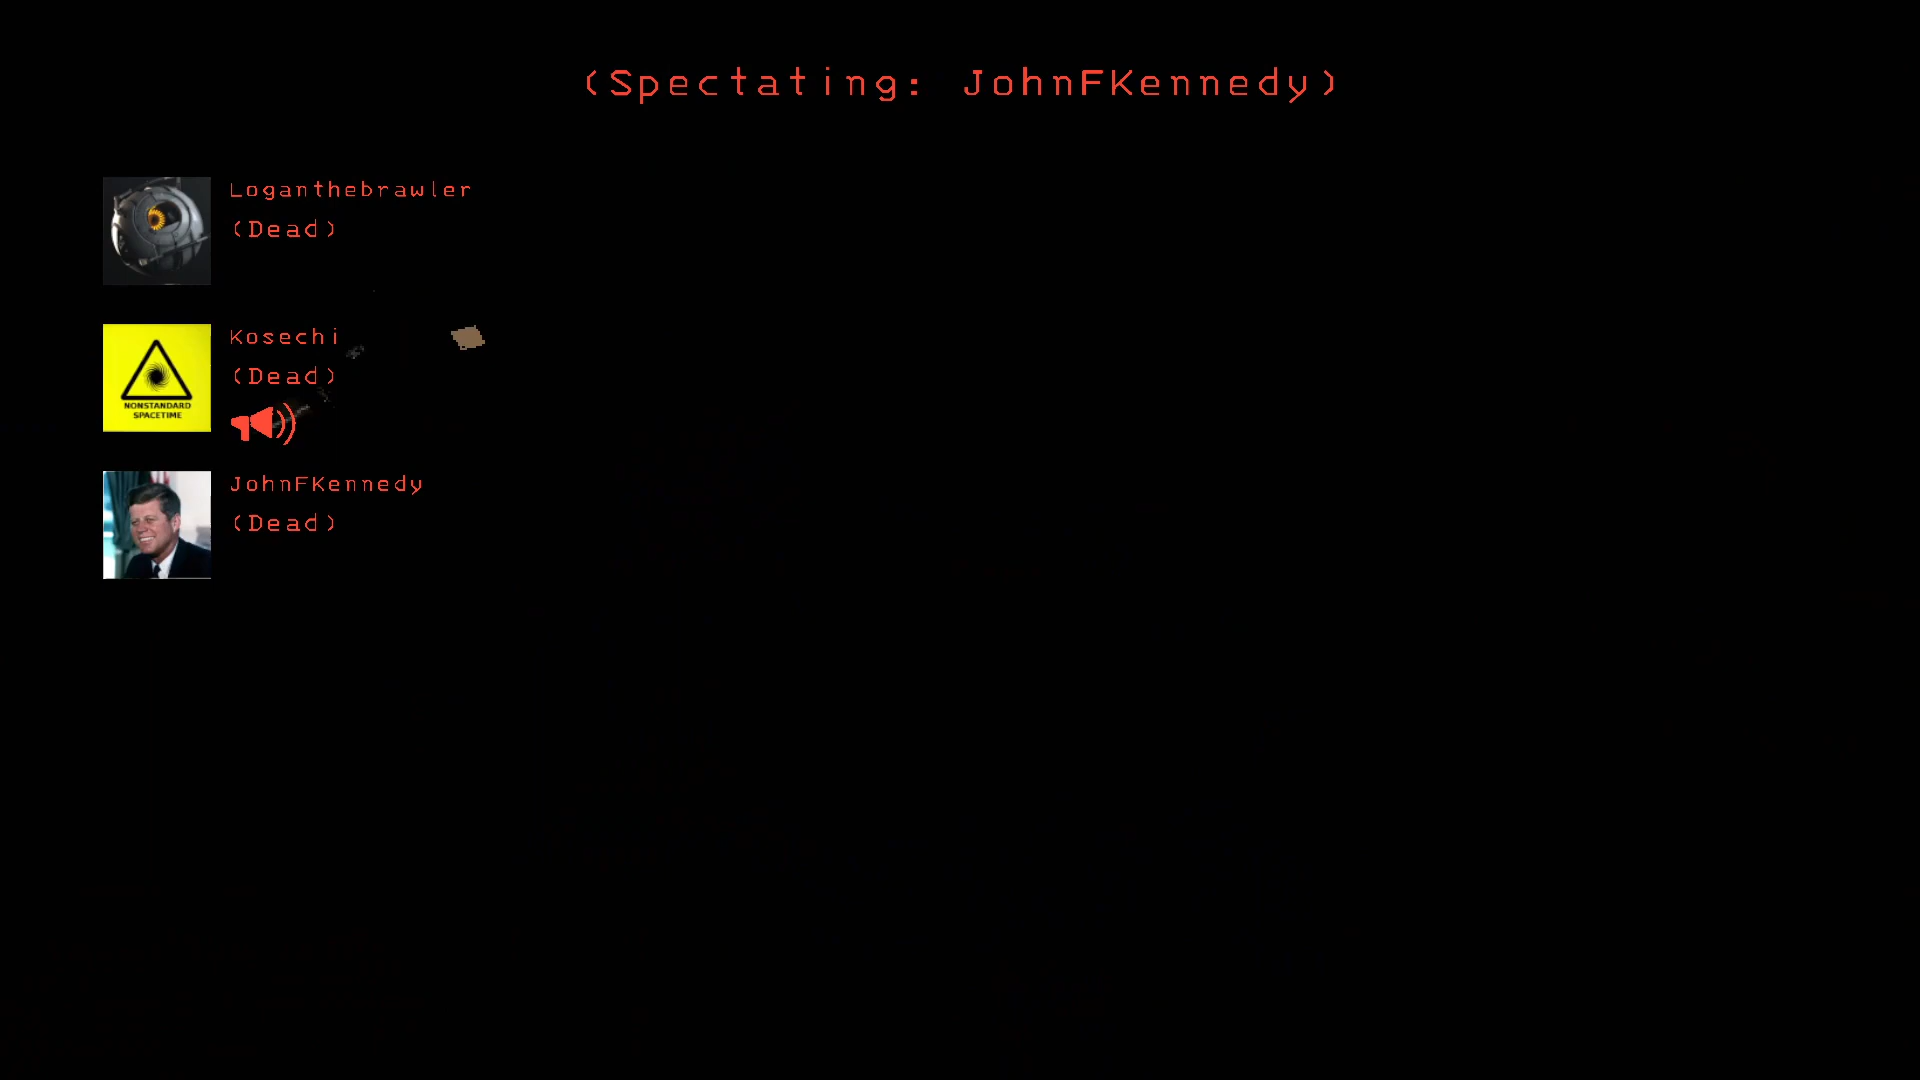 (Spectating: JohnFKennedy)
Loganthebrawler
(Dead)
Kosechi
(Dead)
NONSTANDARD
SPACETIME
JohnFKennedy
(Dead)